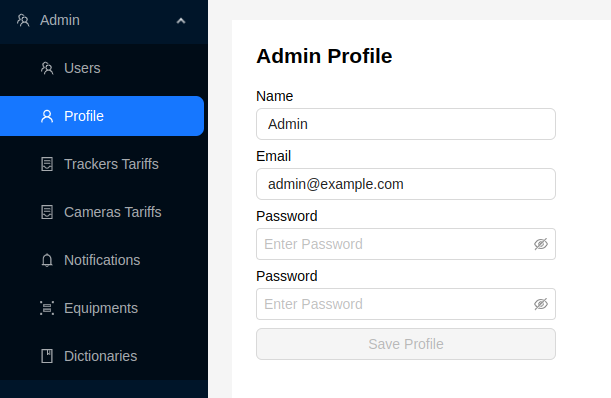 Admin
Users
Profile
Trackers Tariffs
Cameras Tariffs
Notifications
Equipments
Dictionaries
Admin Profile
Name
Admin
Email
admin@example.com
Password
Enter Password
Password
Enter Password
Save Profile